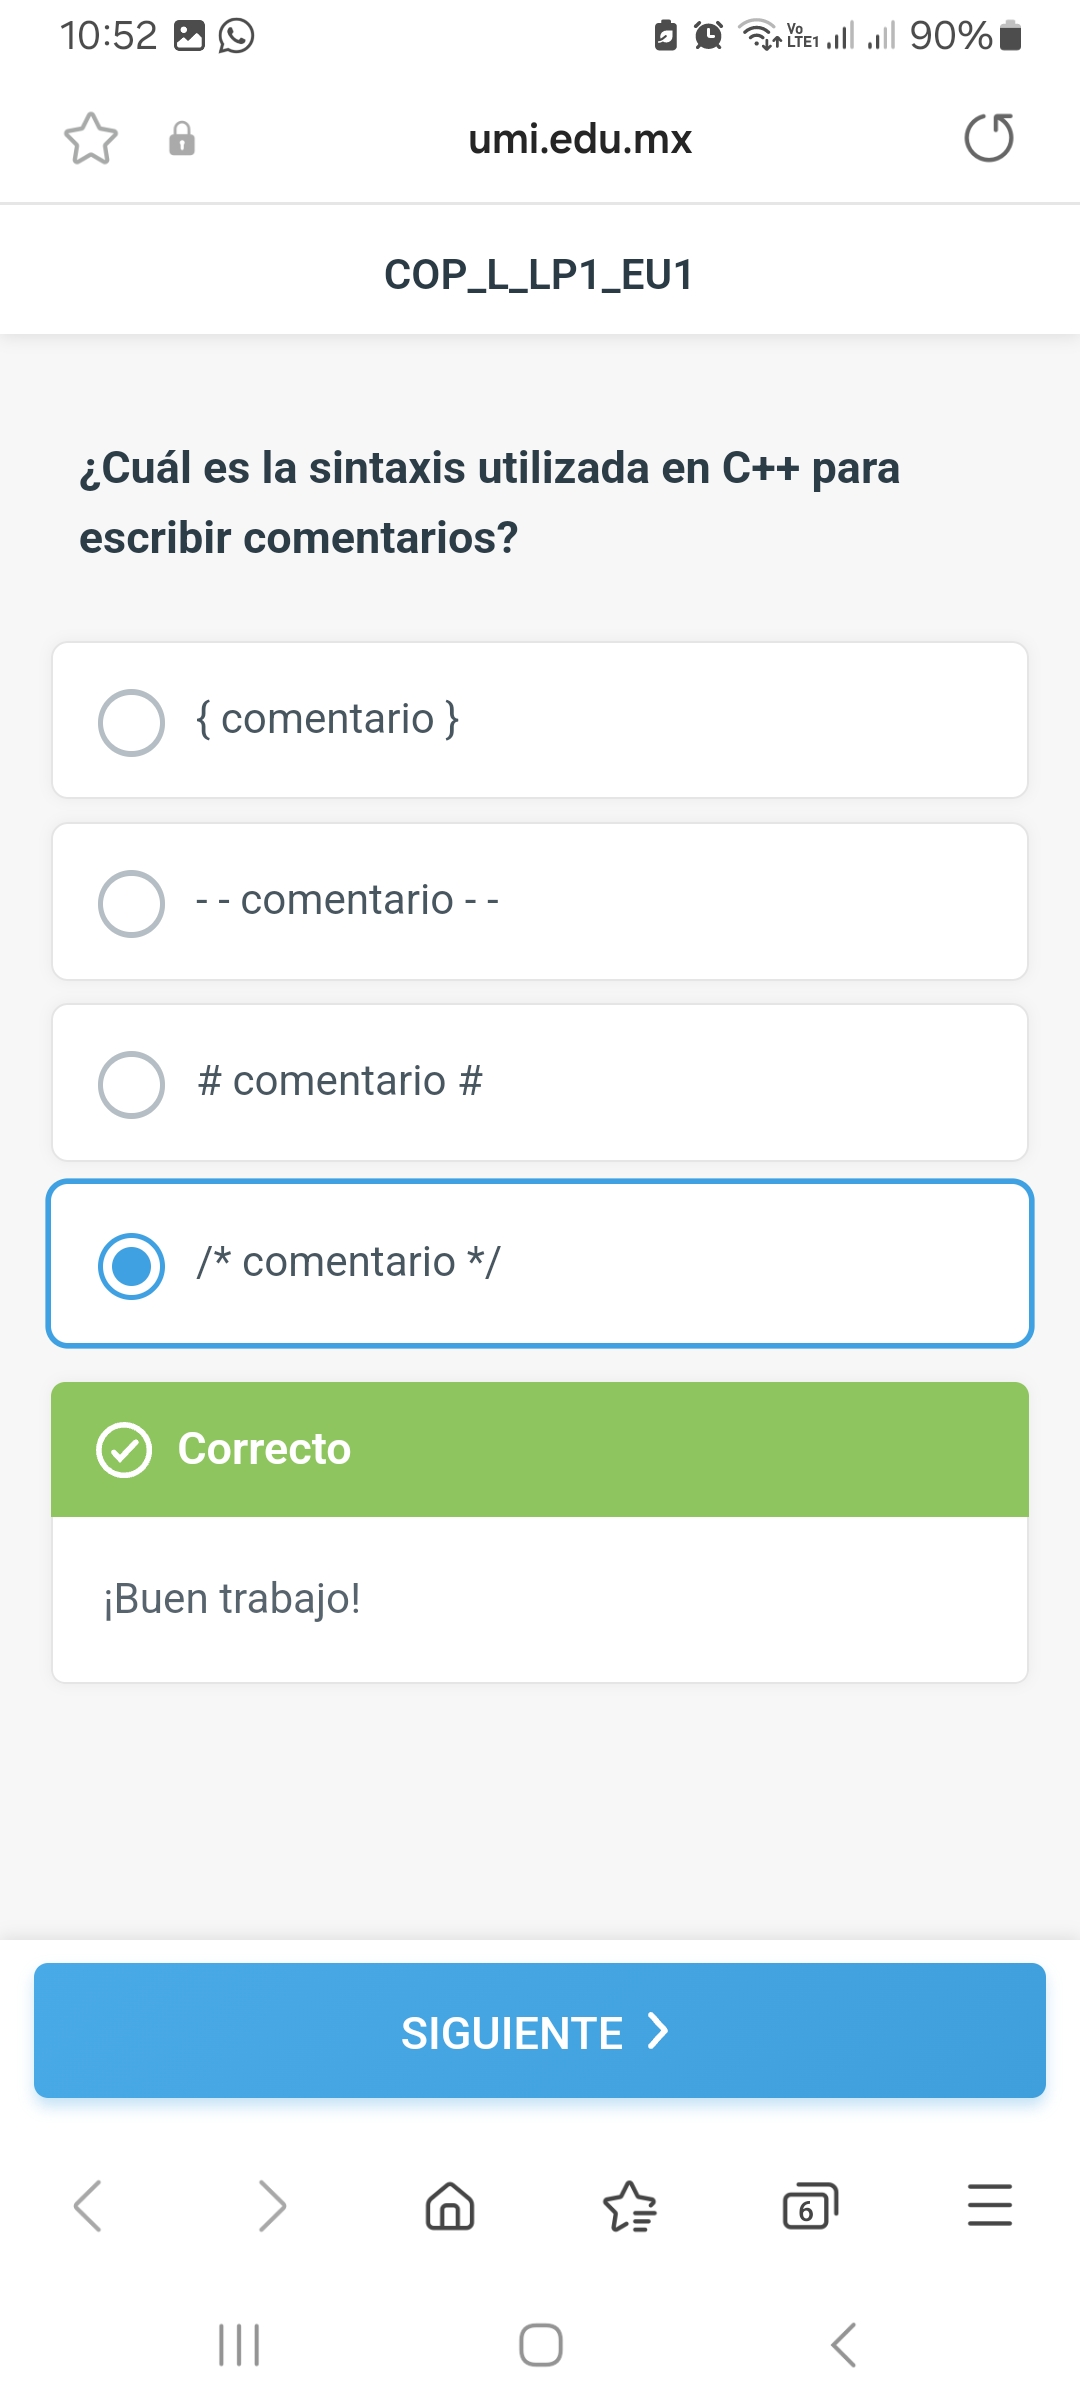 10:52
Vo LTE1 90%
umi.edu.mx
COP_L_LP1_EU1
¿Cuál es la sintaxis utilizada en C++ para
escribir comentarios?
{ comentario }
- - comentario - -
# comentario #
/* comentario */
Correcto
¡Buen trabajo!
SIGUIENTE
6